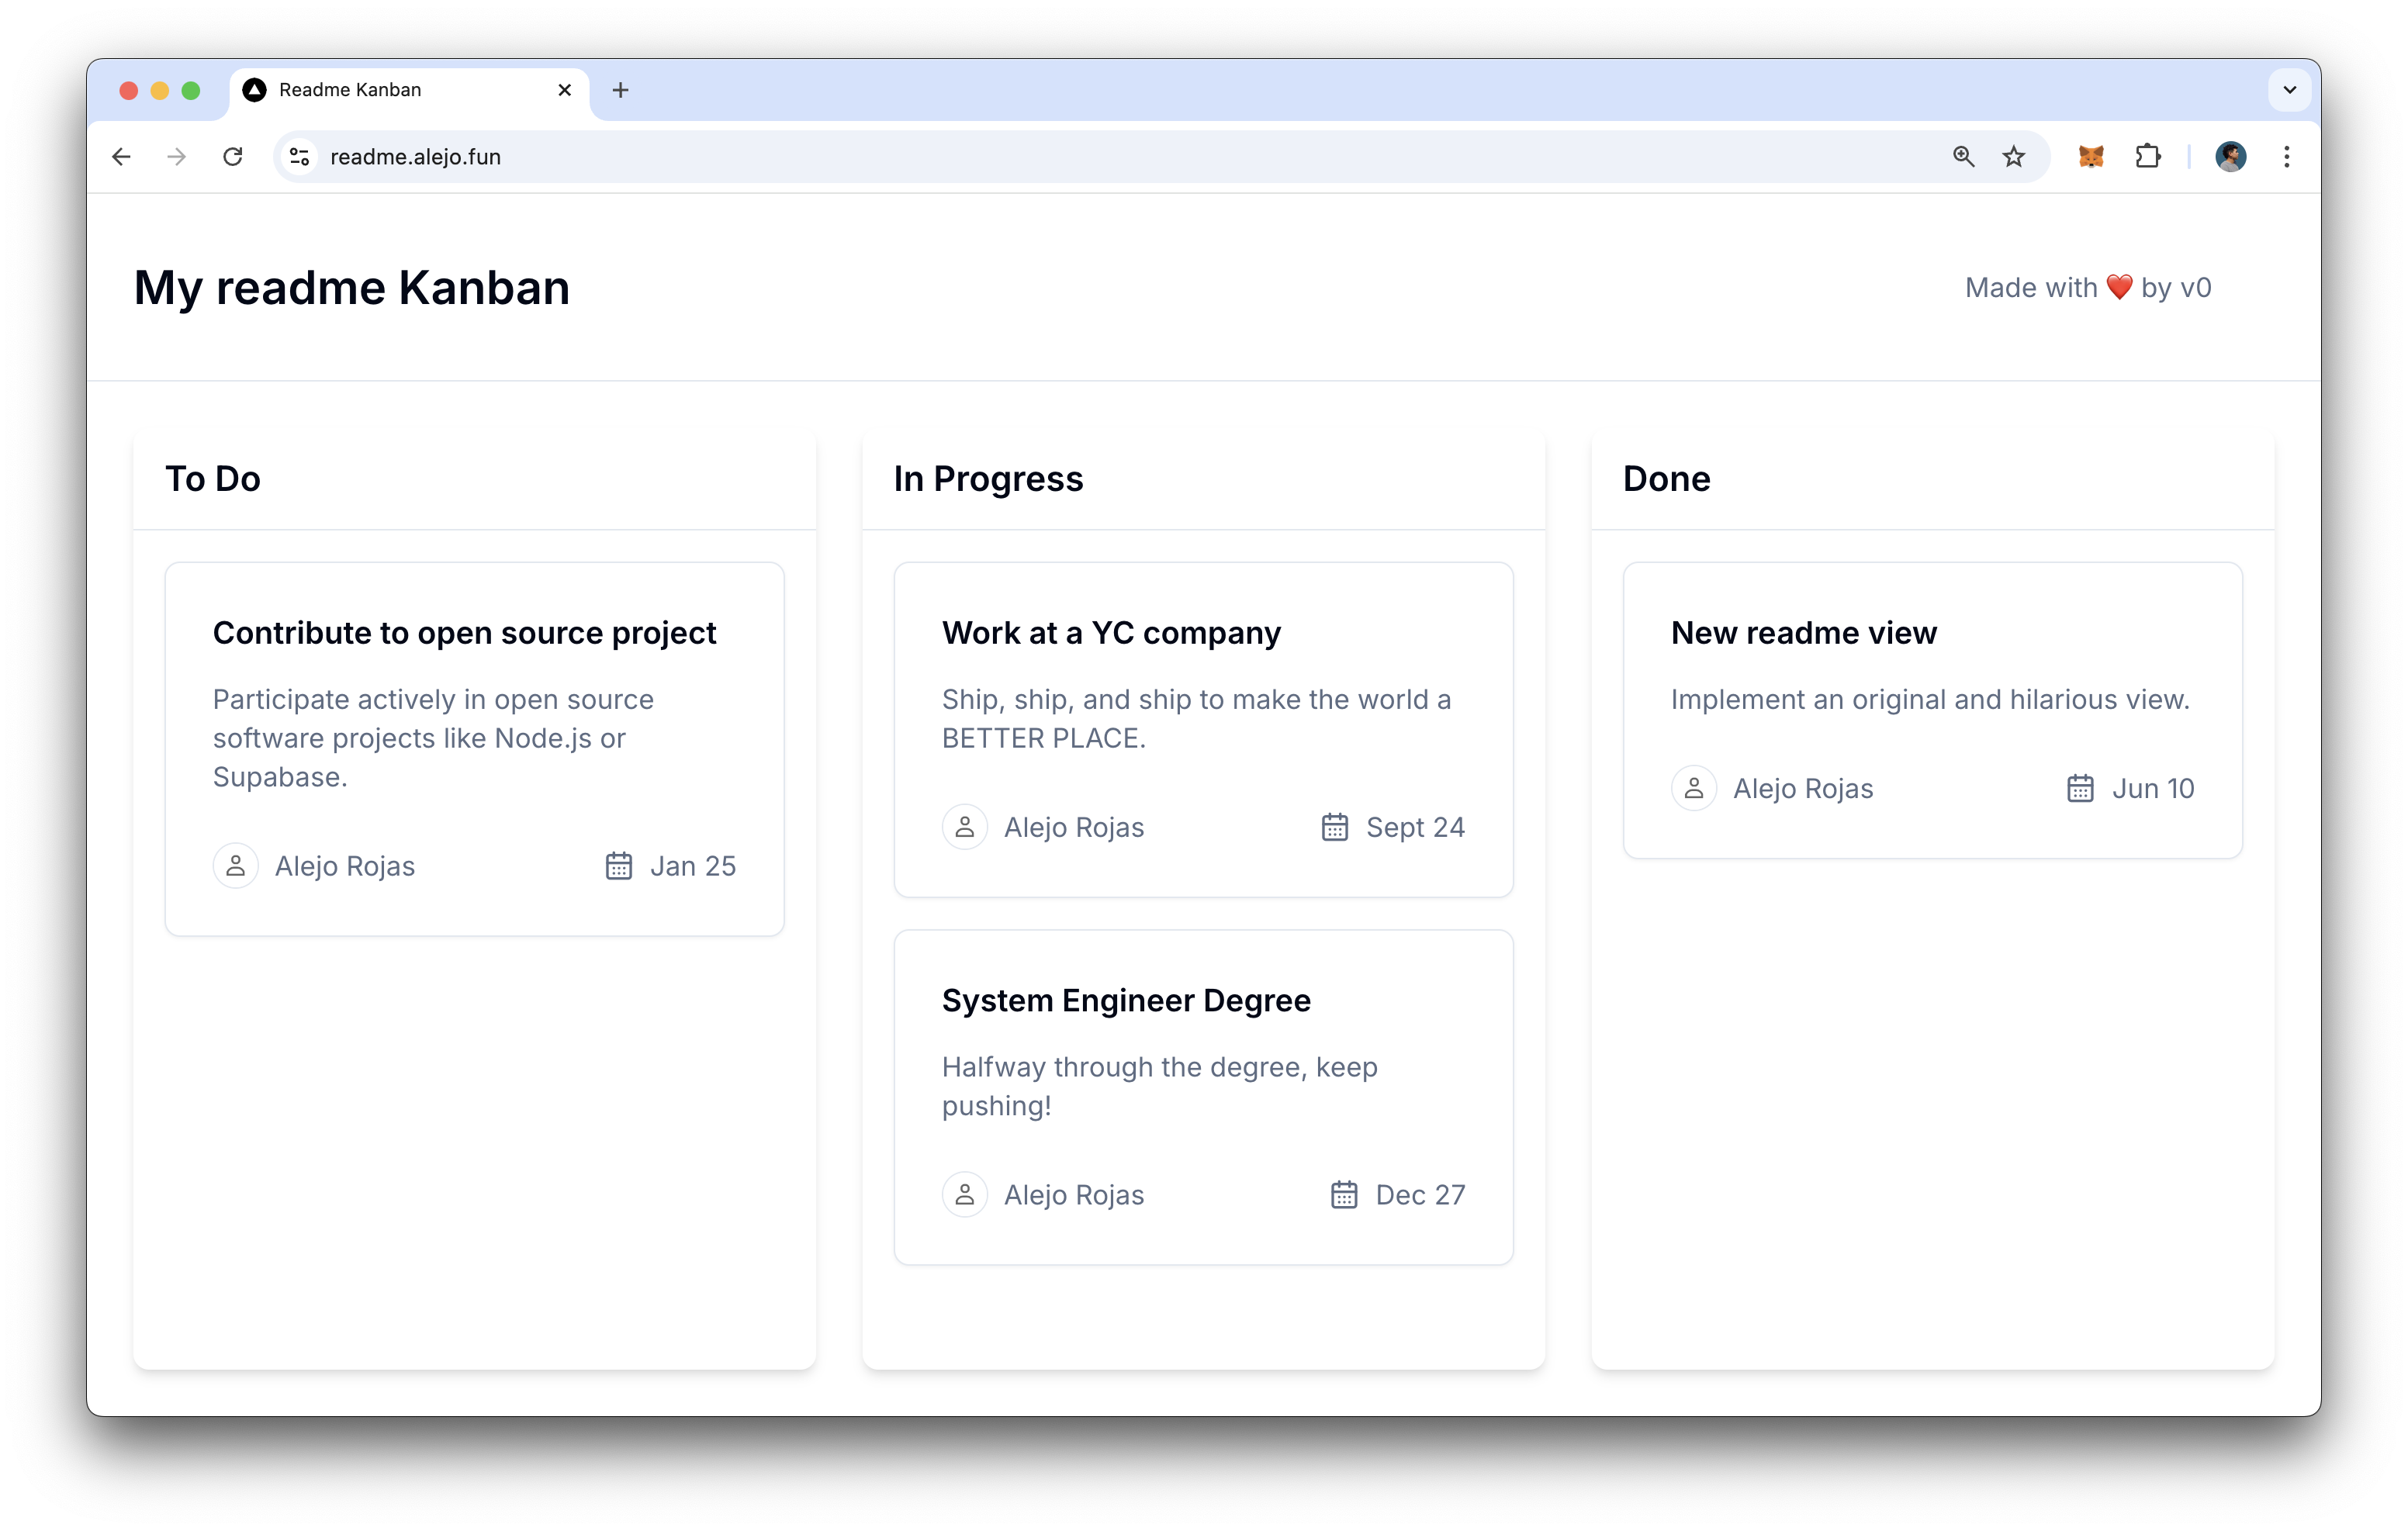 Readme Kanban
readme.alejo.fun
My readme Kanban
Made with ❤️ by v0
To Do
Contribute to open source project
Participate actively in open source
software projects like Node.js or
Supabase.
Alejo Rojas
Jan 25
In Progress
Work at a YC company
Ship, ship, and ship to make the world a
BETTER PLACE.
Alejo Rojas
Sept 24
System Engineer Degree
Halfway through the degree, keep
pushing!
Alejo Rojas
Dec 27
Done
New readme view
Implement an original and hilarious view.
Alejo Rojas
Jun 10